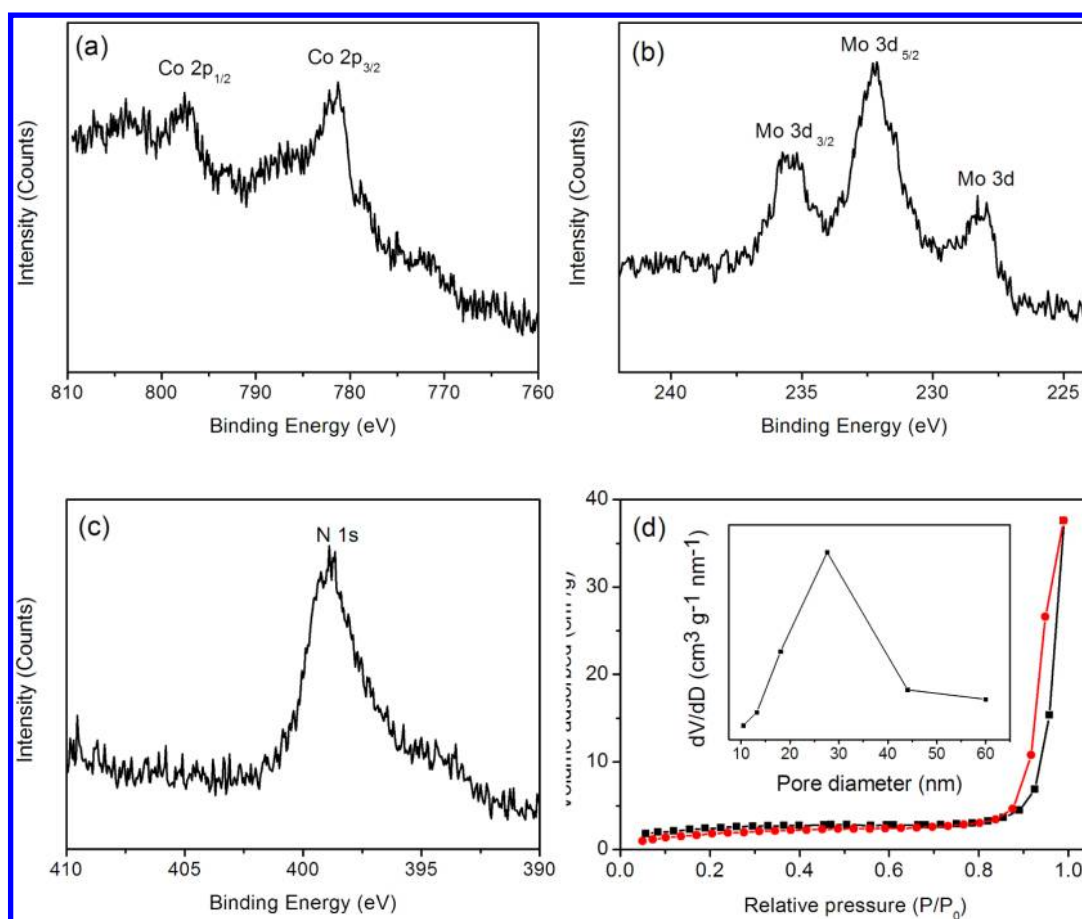 (a)
Co 2p1/2
Co 2p3/2
Intensity (Counts)
810 800 790 780 770 760
Binding Energy (eV)
(b)
Mo 3d 3/2
Mo 3d5/2
Mo 3d
Intensity (Counts)
240 235 230 225
Binding Energy (eV)
(c)
N 1s
Intensity (Counts)
410 405 400 395 390
Binding Energy (eV)
(d)
40
30
20
10
0
0.0 0.2 0.4 0.6 0.8 1.0
Relative pressure (P/P0)
dV/dD (cm3 g-1 nm-1)
10 20 30 40 50 60
Pore diameter (nm)